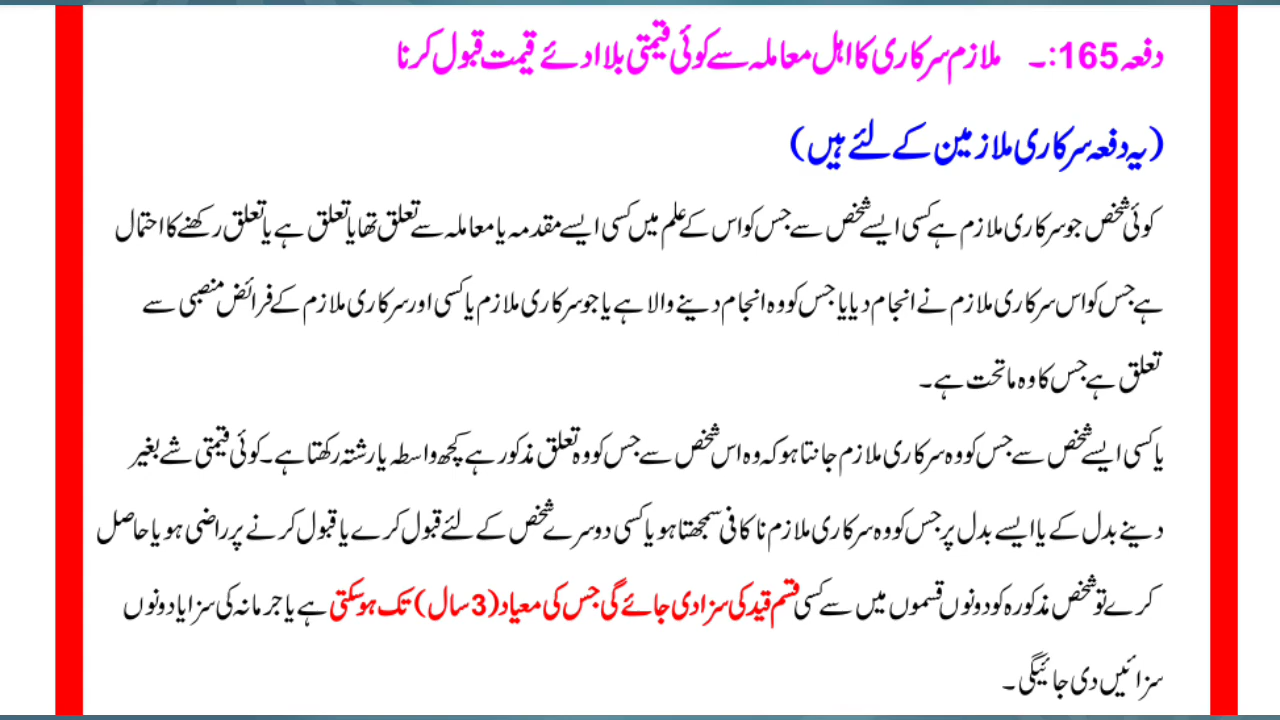 دفعہ 165:۔ ملازم سرکاری کا اہل معاملہ سے کوئی قیمتی بلا ادائے قیمت قبول کرنا
(یہ دفعہ سرکاری ملازمین کے لئے ہیں)
کوئی شخص جو سرکاری ملازم ہے کسی ایسے شخص سے جس کو اس کے علم میں کسی ایسے مقدمہ یا معاملہ سے تعلق تھا یا تعلق ہے یا تعلق رکھنے کا احتمال
ہے جس کو اس سرکاری ملازم نے انجام دیا یا جس کو وہ انجام دینے والا ہے یا جو سرکاری ملازم یا کسی اور سرکاری ملازم کے فرائض منصبی سے
تعلق ہے جس کا وہ ماتحت ہے۔
یا کسی ایسے شخص سے جس کو وہ سرکاری ملازم جانتا ہو کہ وہ اس شخص سے جس کو وہ تعلق مذکور ہے کچھ واسطہ یا رشتہ رکھتا ہے۔ کوئی قیمتی شے بغیر
دینے بدل کے یا ایسے بدل پر جس کو وہ سرکاری ملازم ناکافی سمجھتا ہو یا کسی دوسرے شخص کے لئے قبول کرے یا قبول کرنے پر راضی ہو یا حاصل
کرے تو شخص مذکورہ کو دونوں قسموں میں سے کسی قسم قید کی سزا دی جائے گی جس کی معیاد (3 سال) تک ہوسکتی ہے یا جرمانہ کی سزا یا دونوں
سزائیں دی جائیگی۔